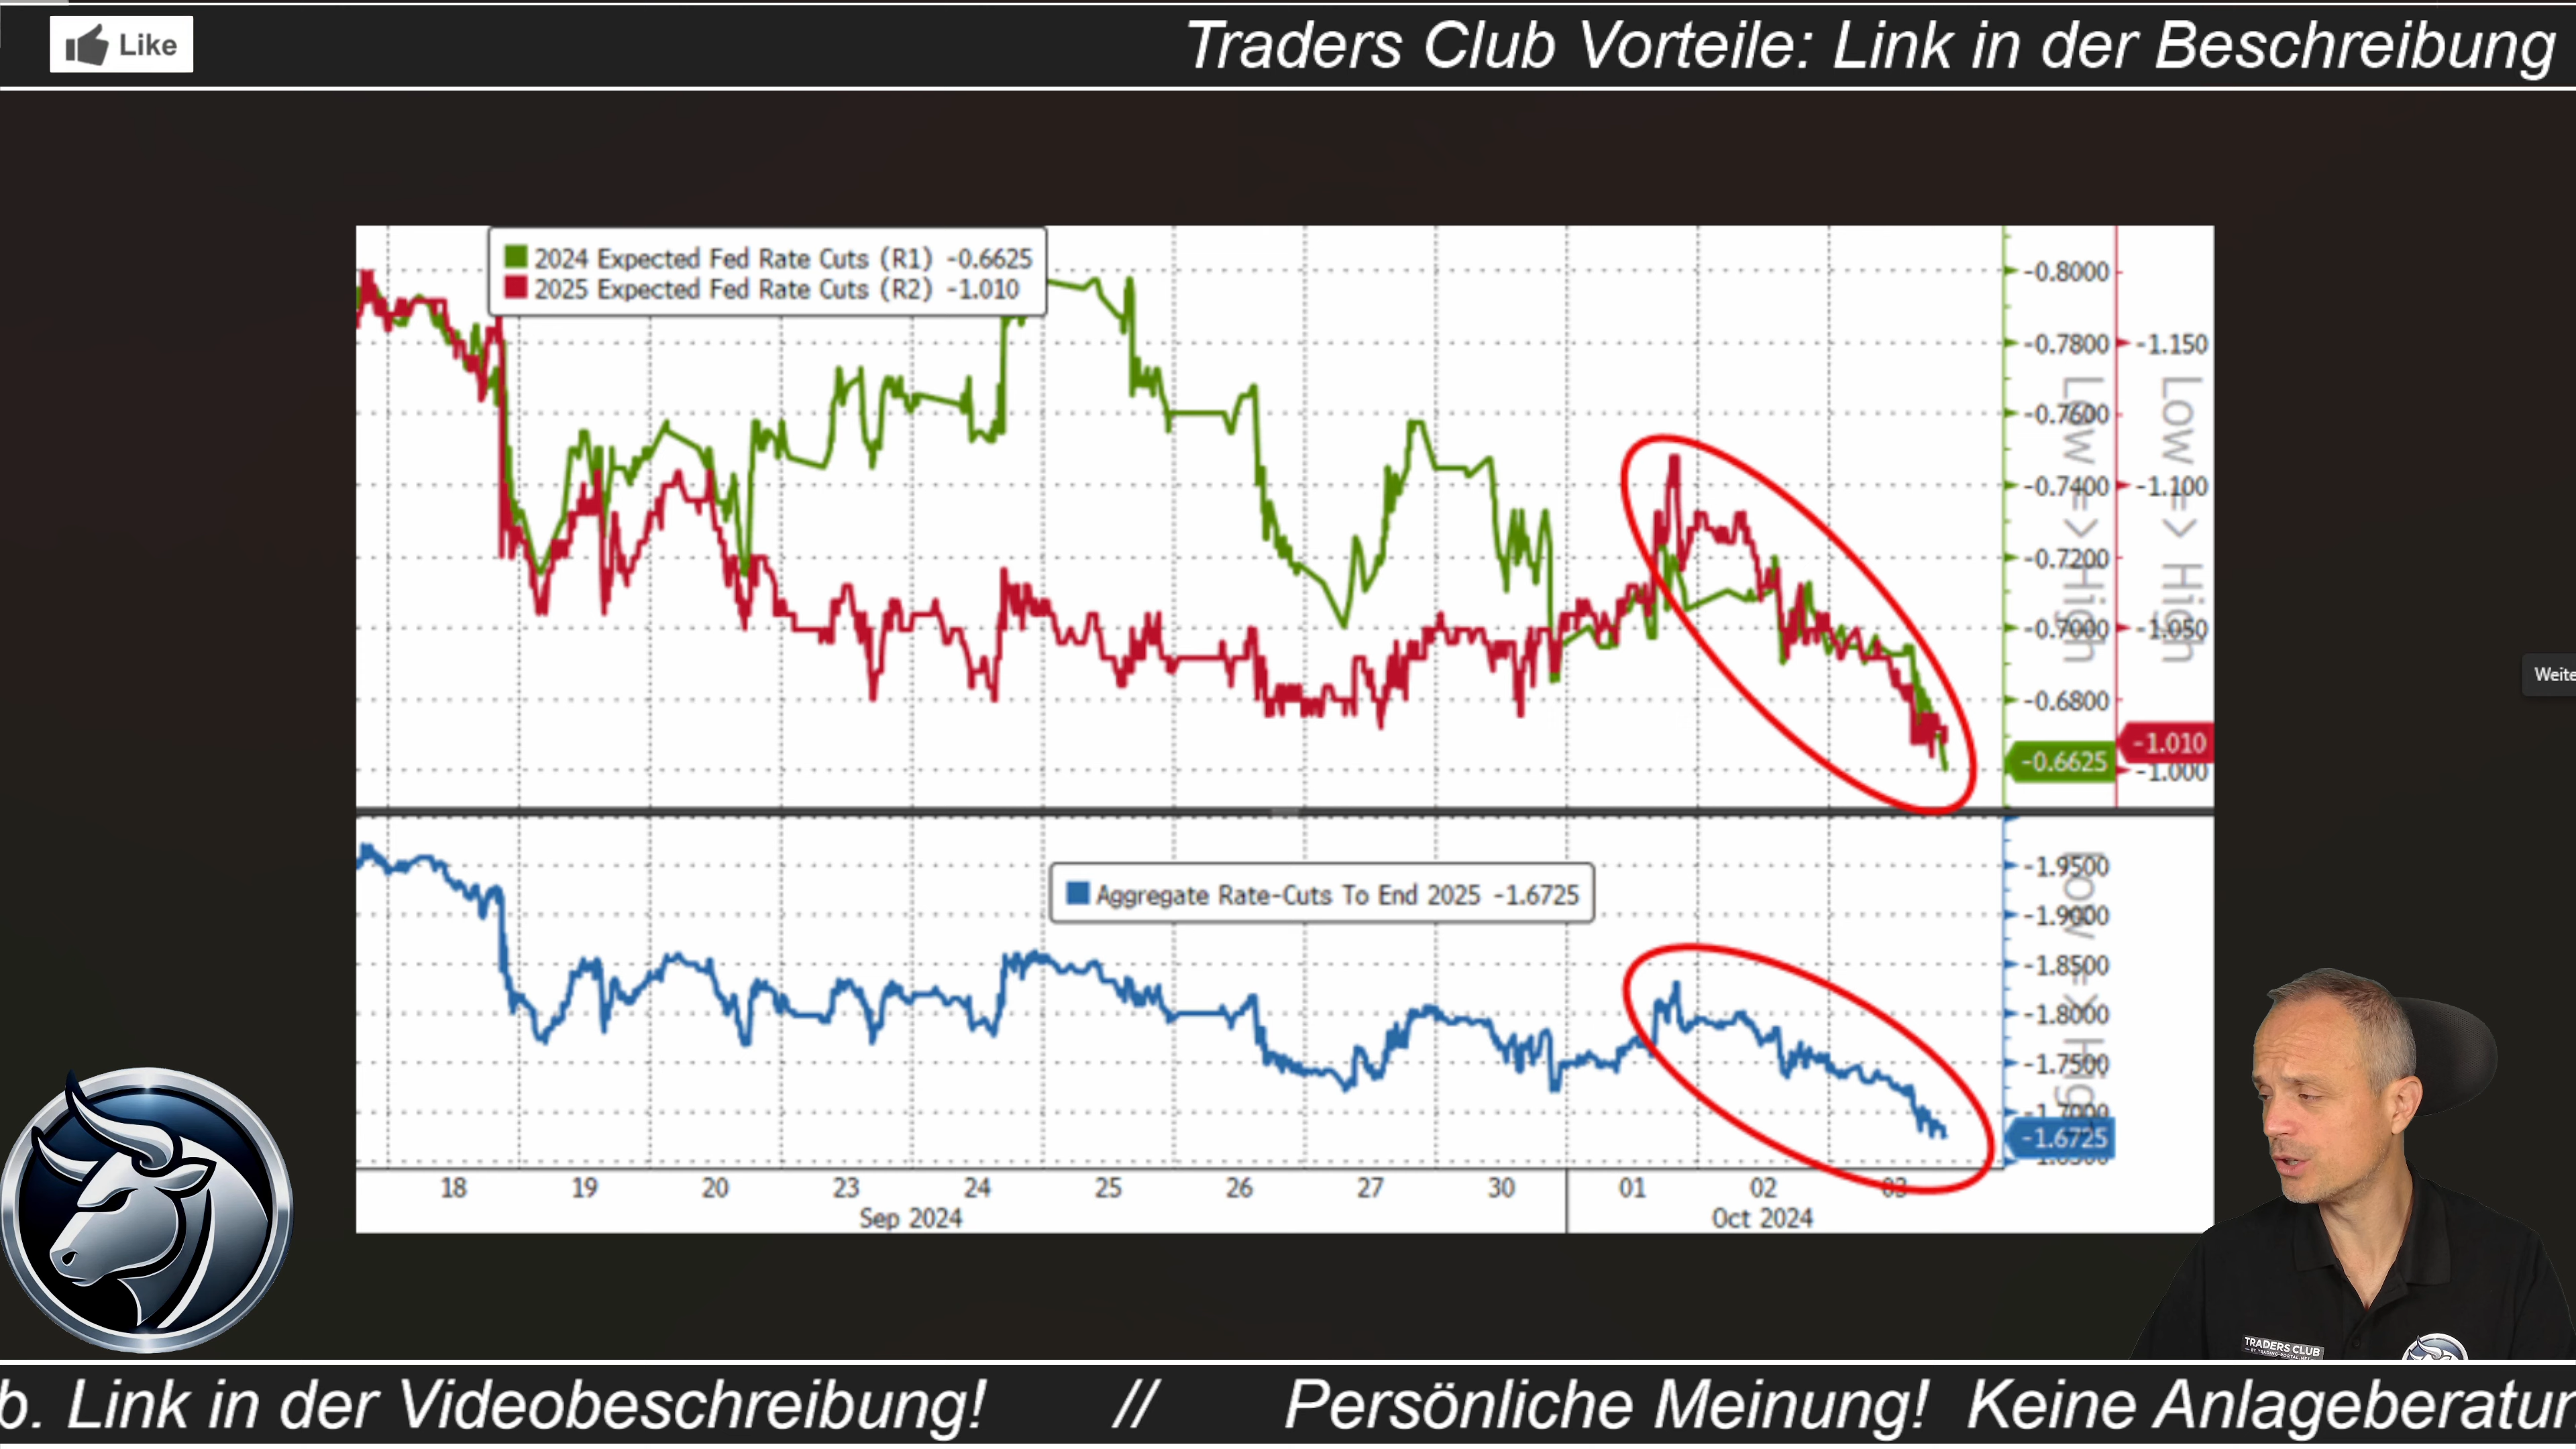 Like
Traders Club Vorteile: Link in der Beschreibung
2024 Expected Fed Rate Cuts (R1) -0.6625
2025 Expected Fed Rate Cuts (R2) -1.010
-0.8000
-0.7800
-0.7600
-0.7400
-0.7200
-0.7000
-0.6800
-0.6625
Low => High
-1.150
-1.100
-1.050
-1.010
-1.000
Low => High
Aggregate Rate-Cuts To End 2025 -1.6725
-1.9500
-1.9000
-1.8500
-1.8000
-1.7500
-1.7000
-1.6725
18 19 20 23 24 25 26 27 30 01 02 03
Sep 2024 Oct 2024
Weite
TRADERS CLUB
b. Link in der Videobeschreibung! // Persönliche Meinung! Keine Anlageberatun